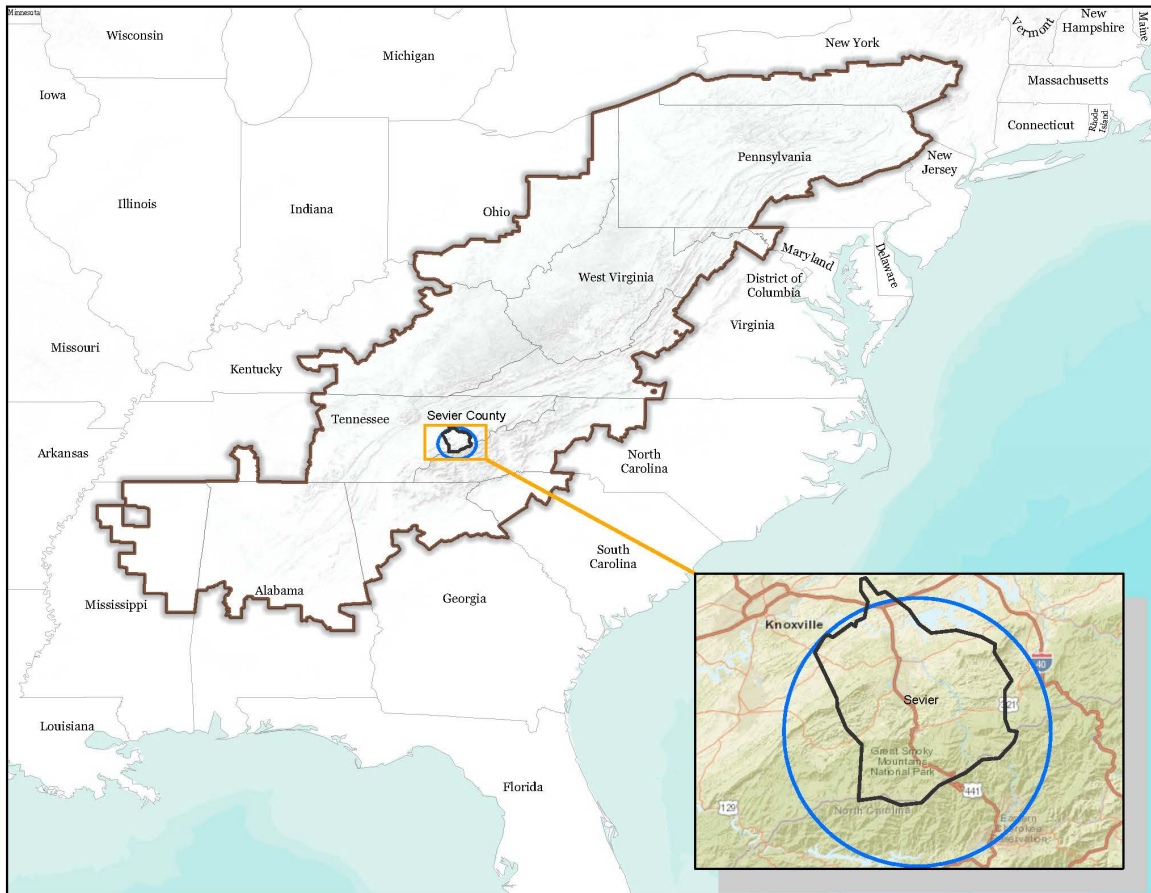 Minnesota
Wisconsin
Michigan
New York
Vermont
New
Hampshire
Maine
Massachusetts
Connecticut
Rhode
Island
Iowa
Illinois
Indiana
Ohio
Pennsylvania
New
Jersey
West Virginia
Maryland
Delaware
District of
Columbia
Virginia
Missouri
Kentucky
Tennessee
Sevier County
Arkansas
North
Carolina
South
Carolina
Mississippi
Alabama
Georgia
Louisiana
Florida
Knoxville
40
Sevier
321
Great Smoky
Mountains
National Park
441
129
North Carolina
Eastern
Cherokee
Reservation